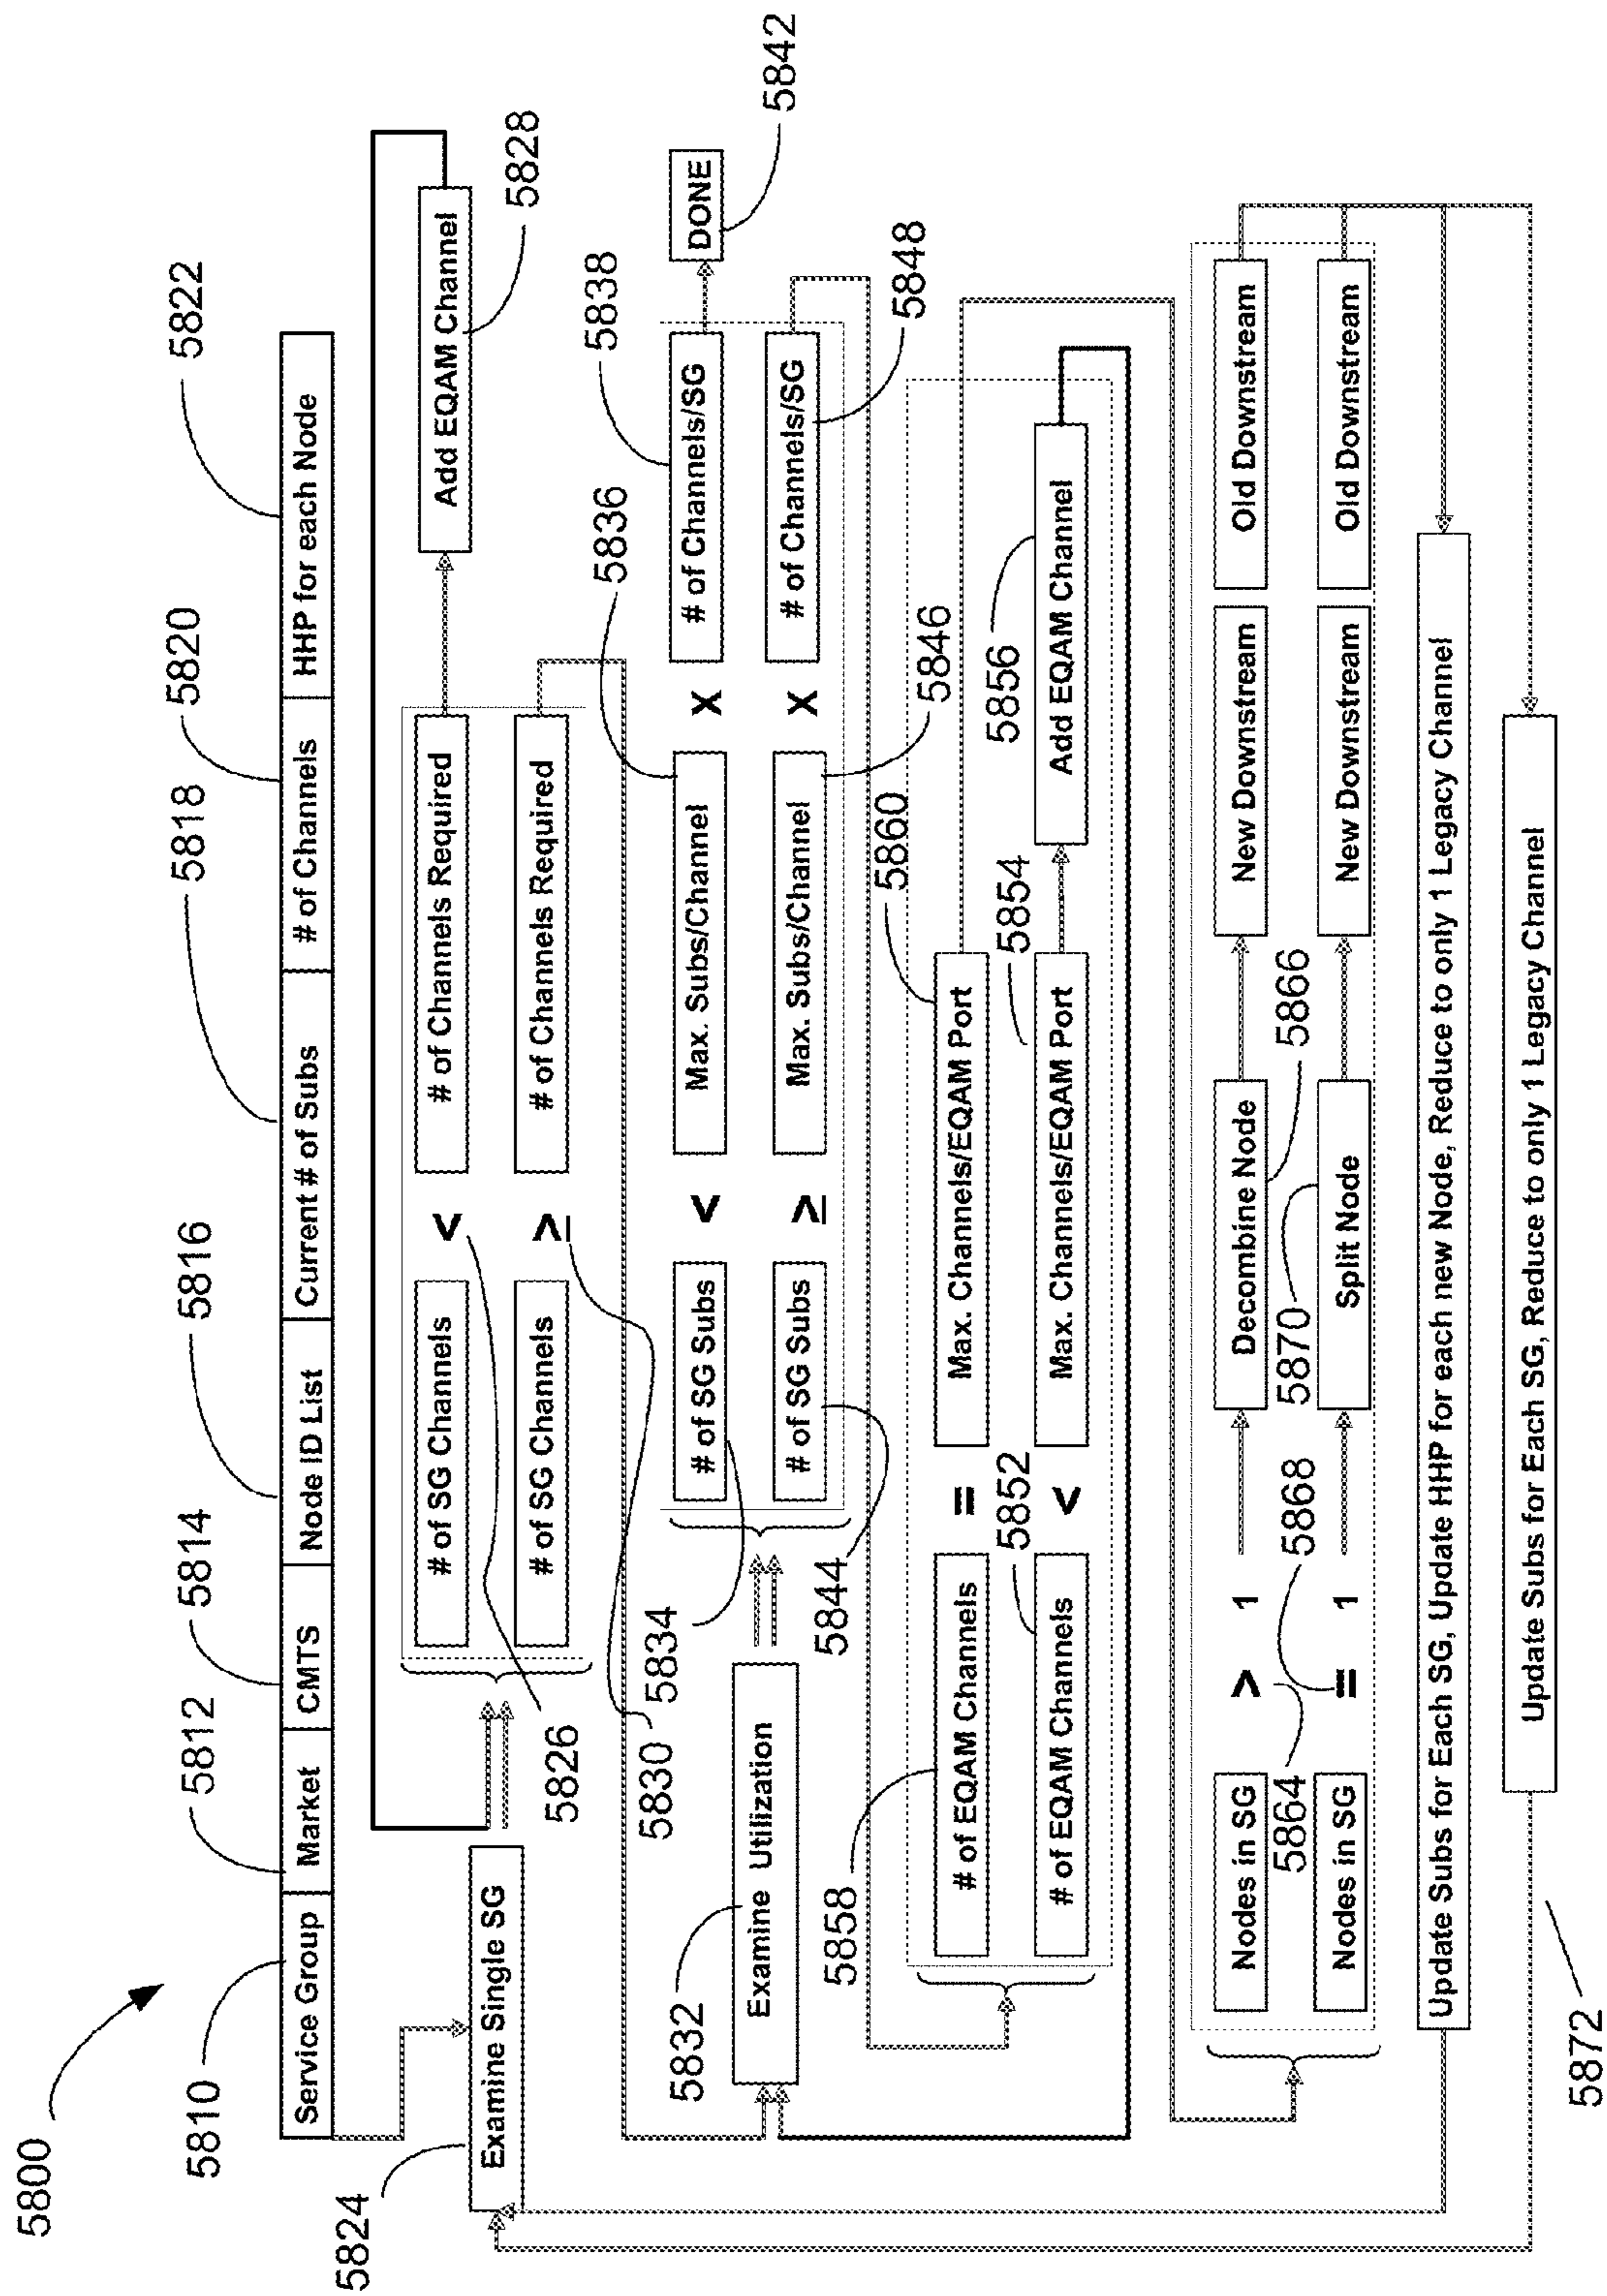 5800
5810 5812 5814 5816 5818 5820 5822
Service Group Market CMTS Node ID List Current # of Subs # of Channels HHP for each Node
5824
Examine Single SG
# of SG Channels < # of Channels Required Add EQAM Channel
5826 5828
# of SG Channels ≥ # of Channels Required
5830
5832 5834 5836 5838
Examine Utilization
# of SG Subs < Max. Subs/Channel X # of Channels/SG DONE
5842
# of SG Subs ≥ Max. Subs/Channel X # of Channels/SG
5844 5846 5848
5858 5860
# of EQAM Channels = Max. Channels/EQAM Port
5852 5854 5856
# of EQAM Channels < Max. Channels/EQAM Port Add EQAM Channel
Nodes in SG > 1 Decombine Node New Downstream Old Downstream
5864 5868 5870 5866
Nodes in SG = 1 Split Node New Downstream Old Downstream
Update Subs for Each SG, Update HHP for each new Node, Reduce to only 1 Legacy Channel
Update Subs for Each SG, Reduce to only 1 Legacy Channel
5872